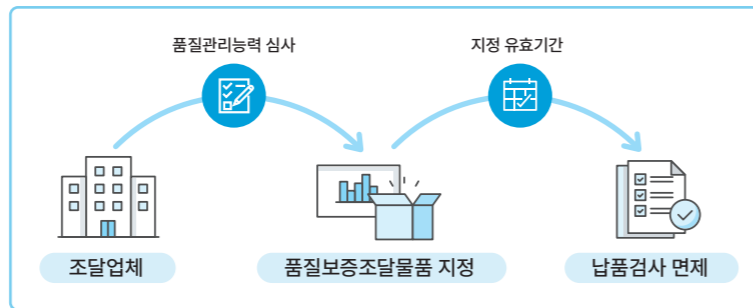 품질관리능력 심사
지정 유효기간
조달업체
품질보증조달물품 지정
납품검사 면제